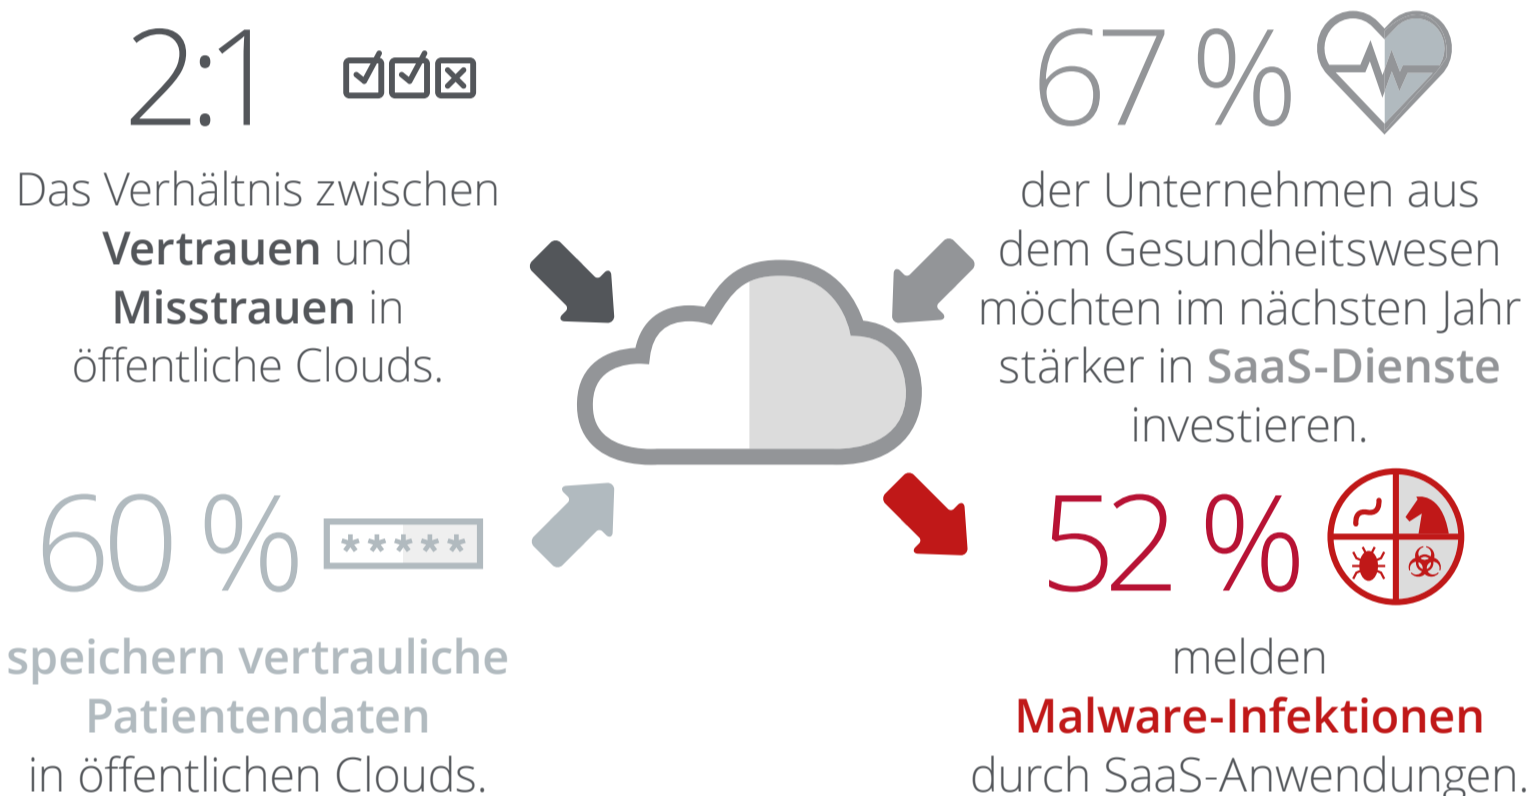 2:1
Das Verhältnis zwischen
Vertrauen und
Misstrauen in
öffentliche Clouds.
67 %
der Unternehmen aus
dem Gesundheitswesen
möchten im nächsten Jahr
stärker in SaaS-Dienste
investieren.
60 % *****
speichern vertrauliche
Patientendaten
in öffentlichen Clouds.
52 %
melden
Malware-Infektionen
durch SaaS-Anwendungen.